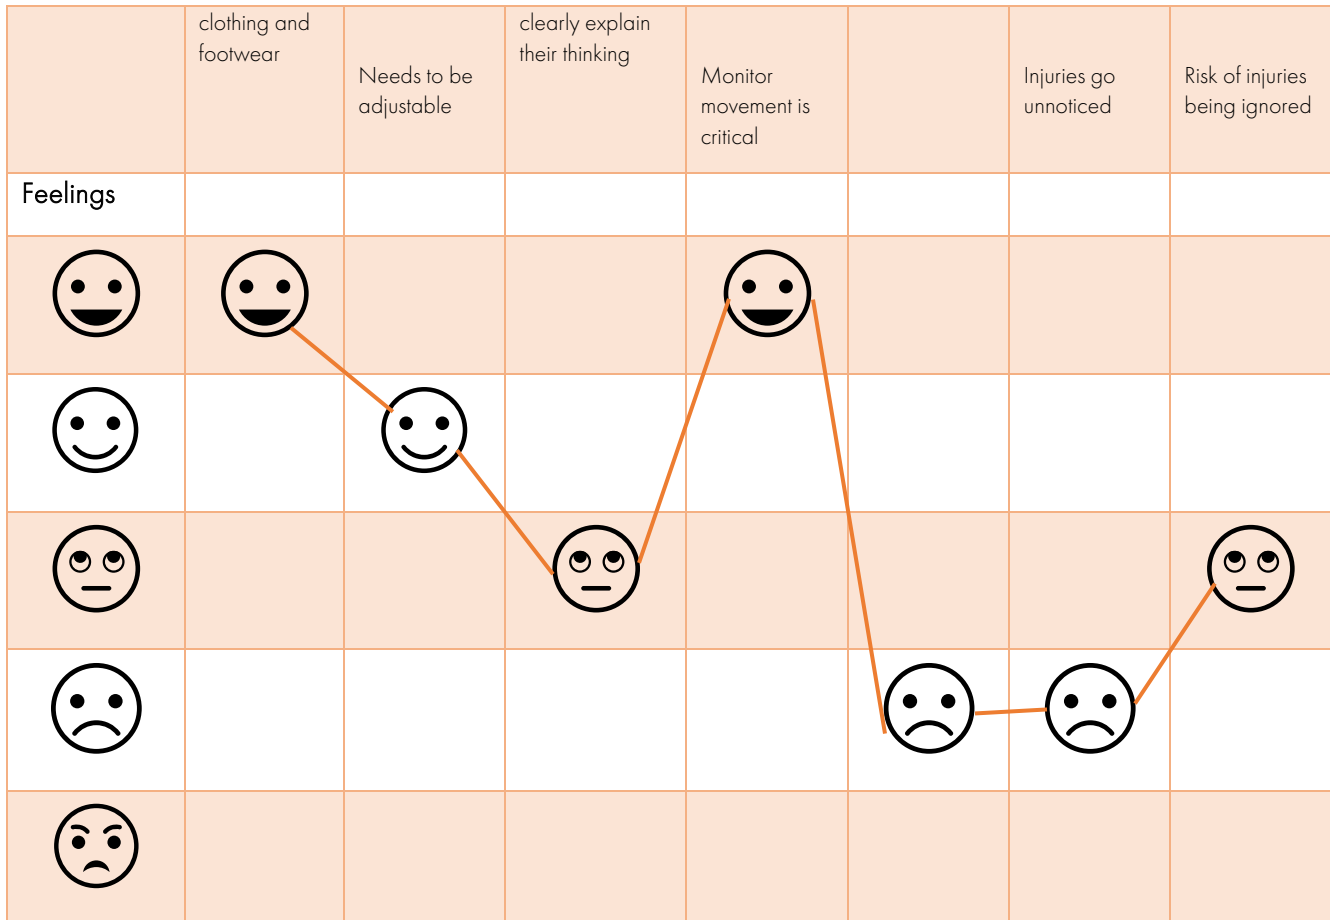 clothing and
footwear
Needs to be
adjustable
clearly explain
their thinking
Monitor
movement is
critical
Injuries go
unnoticed
Risk of injuries
being ignored
Feelings